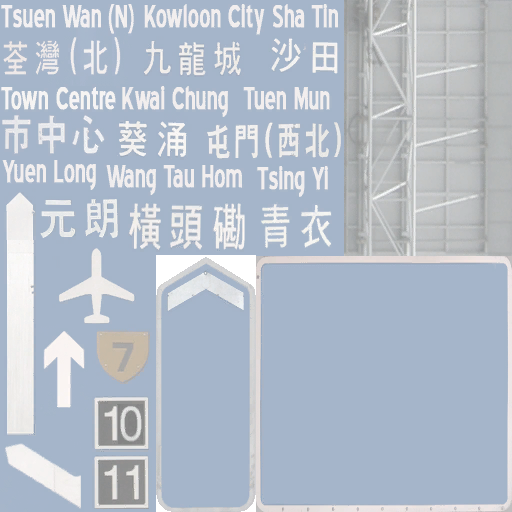 Tsuen Wan (N) Kowloon City Sha Tin
荃灣(北) 九龍城 沙田
Town Centre Kwai Chung Tuen Mun
市中心 葵涌 屯門(西北)
Yuen Long Wang Tau Hom Tsing Yi
元朗 橫頭磡 青衣
7
10
11